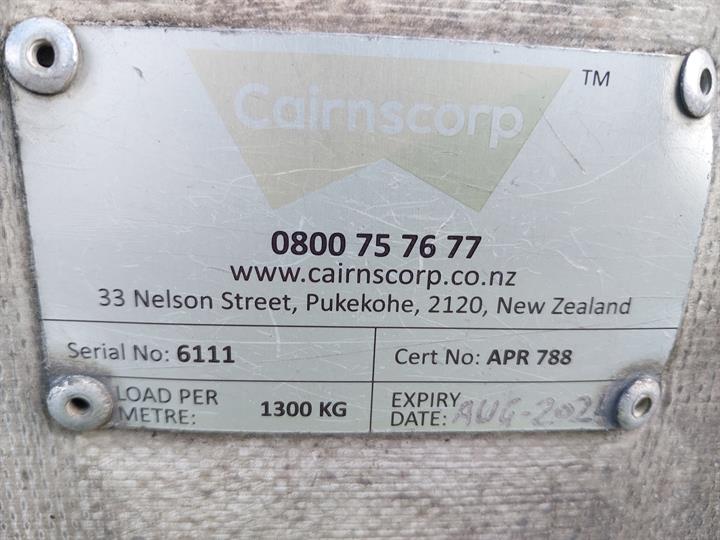 Cairnscorp
TM
0800 75 76 77
www.cairnscorp.co.nz
33 Nelson Street, Pukekohe, 2120, New Zealand
Serial No: 6111
Cert No: APR 788
LOAD PER
METRE:
1300 KG
EXPIRY
DATE: AUG-